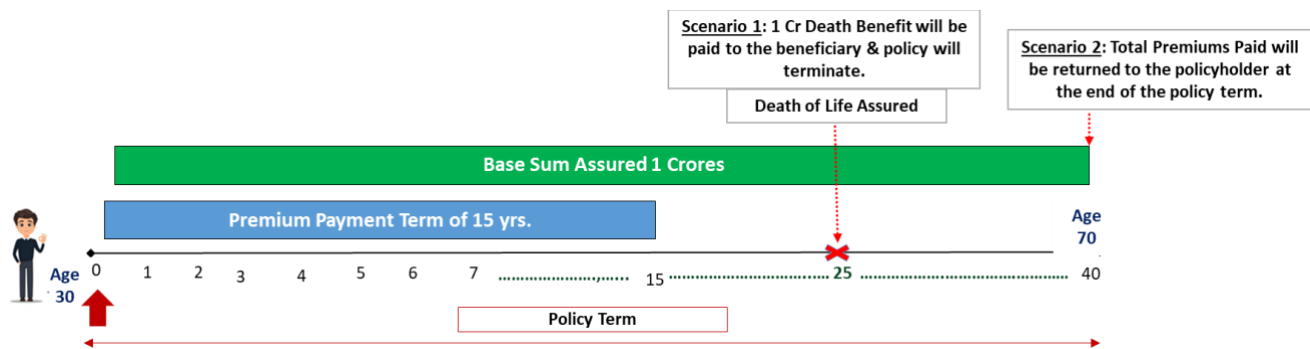 Scenario 1: 1 Cr Death Benefit will be
paid to the beneficiary & policy will
terminate.
Scenario 2: Total Premiums Paid will
be returned to the policyholder at
the end of the policy term.
Death of Life Assured
Base Sum Assured 1 Crores
Premium Payment Term of 15 yrs.
Age
70
Age
30
0 1 2 3 4 5 6 7 ........................,...... 15 ................................ 25 .......................................... 40
Policy Term